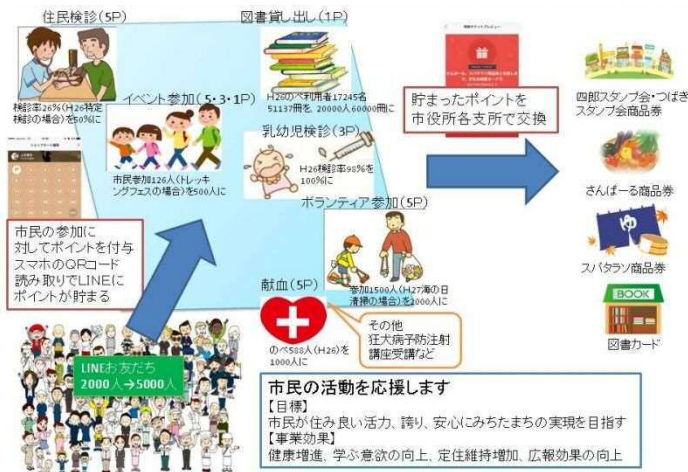 住民検診(5P)
図書貸し出し(1P)
検診率26%(H26特定
検診の場合)を50%に
イベント参加(5・3・1P)
H26のべ利用者17245名
51137冊を、20000人60000冊に
乳幼児検診(3P)
市民参加126人(トレッキ
ングフェスの場合)を500人に
H26検診率98%を
100%に
ボランティア参加(5P)
市民の参加に
対してポイントを付与
スマホのQRコード
読み取りでLINEに
ポイントが貯まる
献血(5P)
参加1500人(H27海の日
清掃の場合)を2000人に
のべ588人(H26)を
1000人に
その他
狂犬病予防注射
講座受講など
LINEお友だち
2000人→5000人
貯まったポイントを
市役所各支所で交換
四郎スタンプ会・つばき
スタンプ会商品券
さんぱーる商品券
ゆ
スパタラソ商品券
BOOK
図書カード
市民の活動を応援します
【目標】
市民が住み良い活力、誇り、安心にみちたまちの実現を目指す
【事業効果】
健康増進、学ぶ意欲の向上、定住維持増加、広報効果の向上